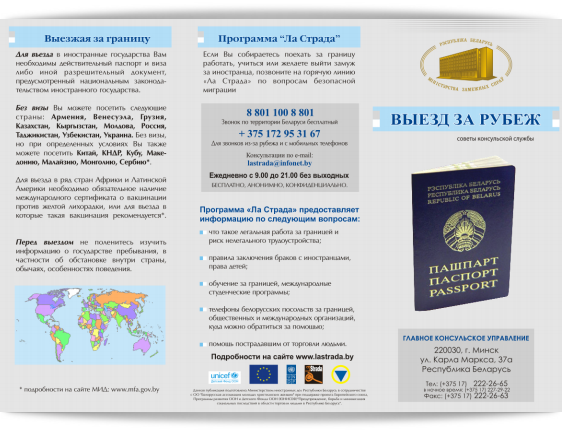 Выезжая за границу
Для въезда в иностранные государства Вам
необходимы действительный паспорт и виза
либо иной разрешительный документ,
предусмотренный национальным законода-
тельством иностранного государства.
Без визы Вы можете посетить следующие
страны: Армения, Венесуэла, Грузия,
Казахстан, Кыргызстан, Молдова, Россия,
Таджикистан, Узбекистан, Украина. Без визы,
но при определенных условиях Вы также
можете посетить Китай, КНДР, Кубу, Маке-
донию, Малайзию, Монголию, Сербию*.
Для въезда в ряд стран Африки и Латинской
Америки необходимо обязательное наличие
международного сертификата о вакцинации
против желтой лихорадки, или для въезда в
которые такая вакцинация рекомендуется*.
Перед выездом не поленитесь изучить
информацию о государстве пребывания, в
частности об обстановке внутри страны,
обычаях, особенностях поведения.
* подробности на сайте МИД: www.mfa.gov.by
Программа “Ла Страда”
Если Вы собираетесь поехать за границу
работать, учиться или желаете выйти замуж
за иностранца, позвоните на горячую линию
«Ла Страда» по вопросам безопасной
миграции
8 801 100 8 801
Звонок по территории Беларуси бесплатный
+ 375 172 95 31 67
Для звонков из-за рубежа и с мобильных телефонов
Консультации по e-mail:
lastrada@infonet.by
Ежедневно с 9.00 до 21.00 без выходных
БЕСПЛАТНО, АНОНИМНО, КОНФИДЕНЦИАЛЬНО.
Программа «Ла Страда» предоставляет
информацию по следующим вопросам:
что такое легальная работа за границей и
риск нелегального трудоустройства;
правила заключения браков с иностранцами,
права детей;
обучение за границей, международные
студенческие программы;
телефоны белорусских посольств за границей,
общественных и международных организаций,
куда можно обратиться за помощью;
помощь пострадавшим от торговли людьми.
Подробности на сайте www.lastrada.by
unicef
Strada
РЕСПУБЛИКА БЕЛАРУСЬ
МИНИСТЕРСТВО ИНОСТРАННЫХ ДЕЛ
ВЫЕЗД ЗА РУБЕЖ
советы консульской службы
РЭСПУБЛІКА БЕЛАРУСЬ
РЕСПУБЛИКА БЕЛАРУСЬ
REPUBLIC OF BELARUS
ПАШПАРТ
ПАСПОРТ
PASSPORT
ГЛАВНОЕ КОНСУЛЬСКОЕ УПРАВЛЕНИЕ
220030, г. Минск
ул. Карла Маркса, 37а
Республика Беларусь
Тел: (+375 17) 222-26-65
в ночное время: (+375 17) 227-29-22
Факс: (+375 17) 222-26-63